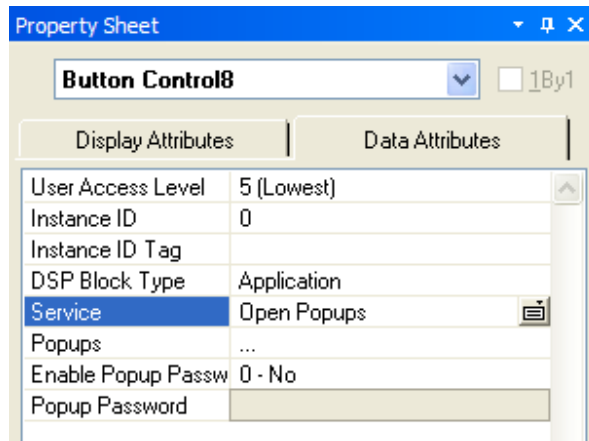 Property Sheet
Button Control8
1By1
Display Attributes Data Attributes
User Access Level 5 (Lowest)
Instance ID 0
Instance ID Tag
DSP Block Type Application
Service Open Popups
Popups ...
Enable Popup Passw 0 - No
Popup Password